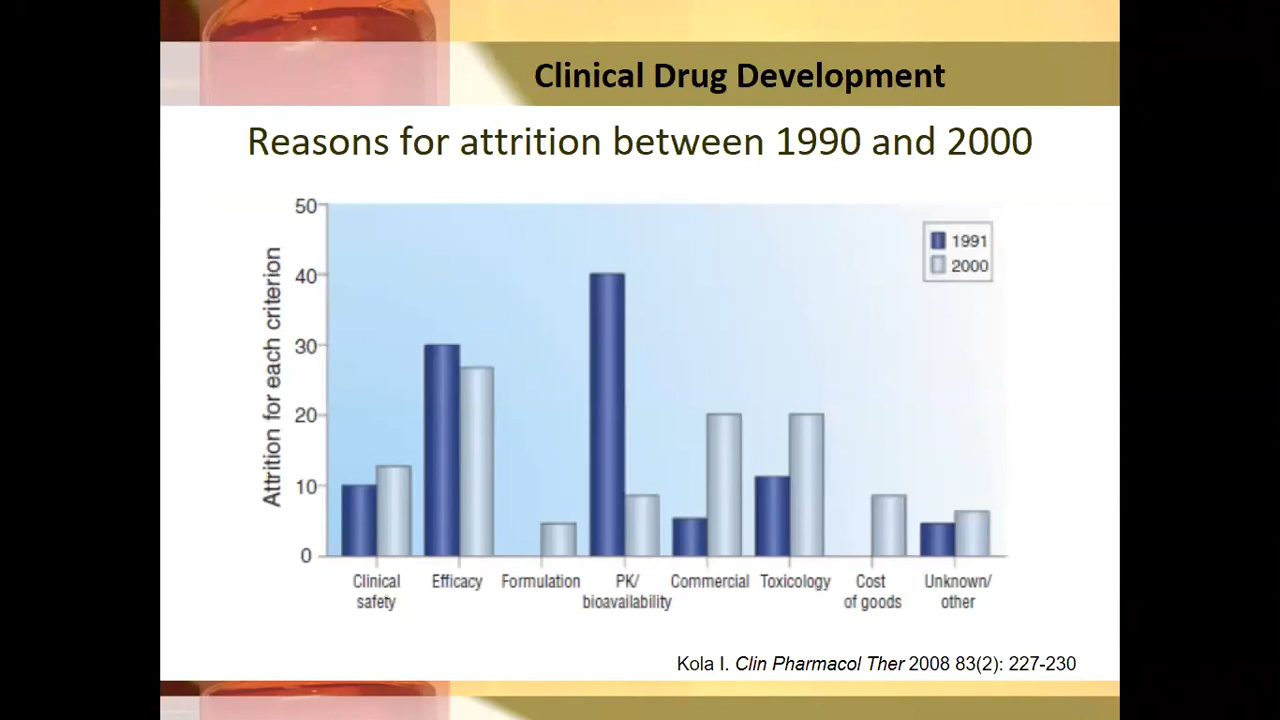 Clinical Drug Development
Reasons for attrition between 1990 and 2000
Attrition for each criterion
50
40
30
20
10
0
1991
2000
Clinical safety
Efficacy
Formulation
PK/ bioavailability
Commercial
Toxicology
Cost of goods
Unknown/ other
Kola I. Clin Pharmacol Ther 2008 83(2): 227-230